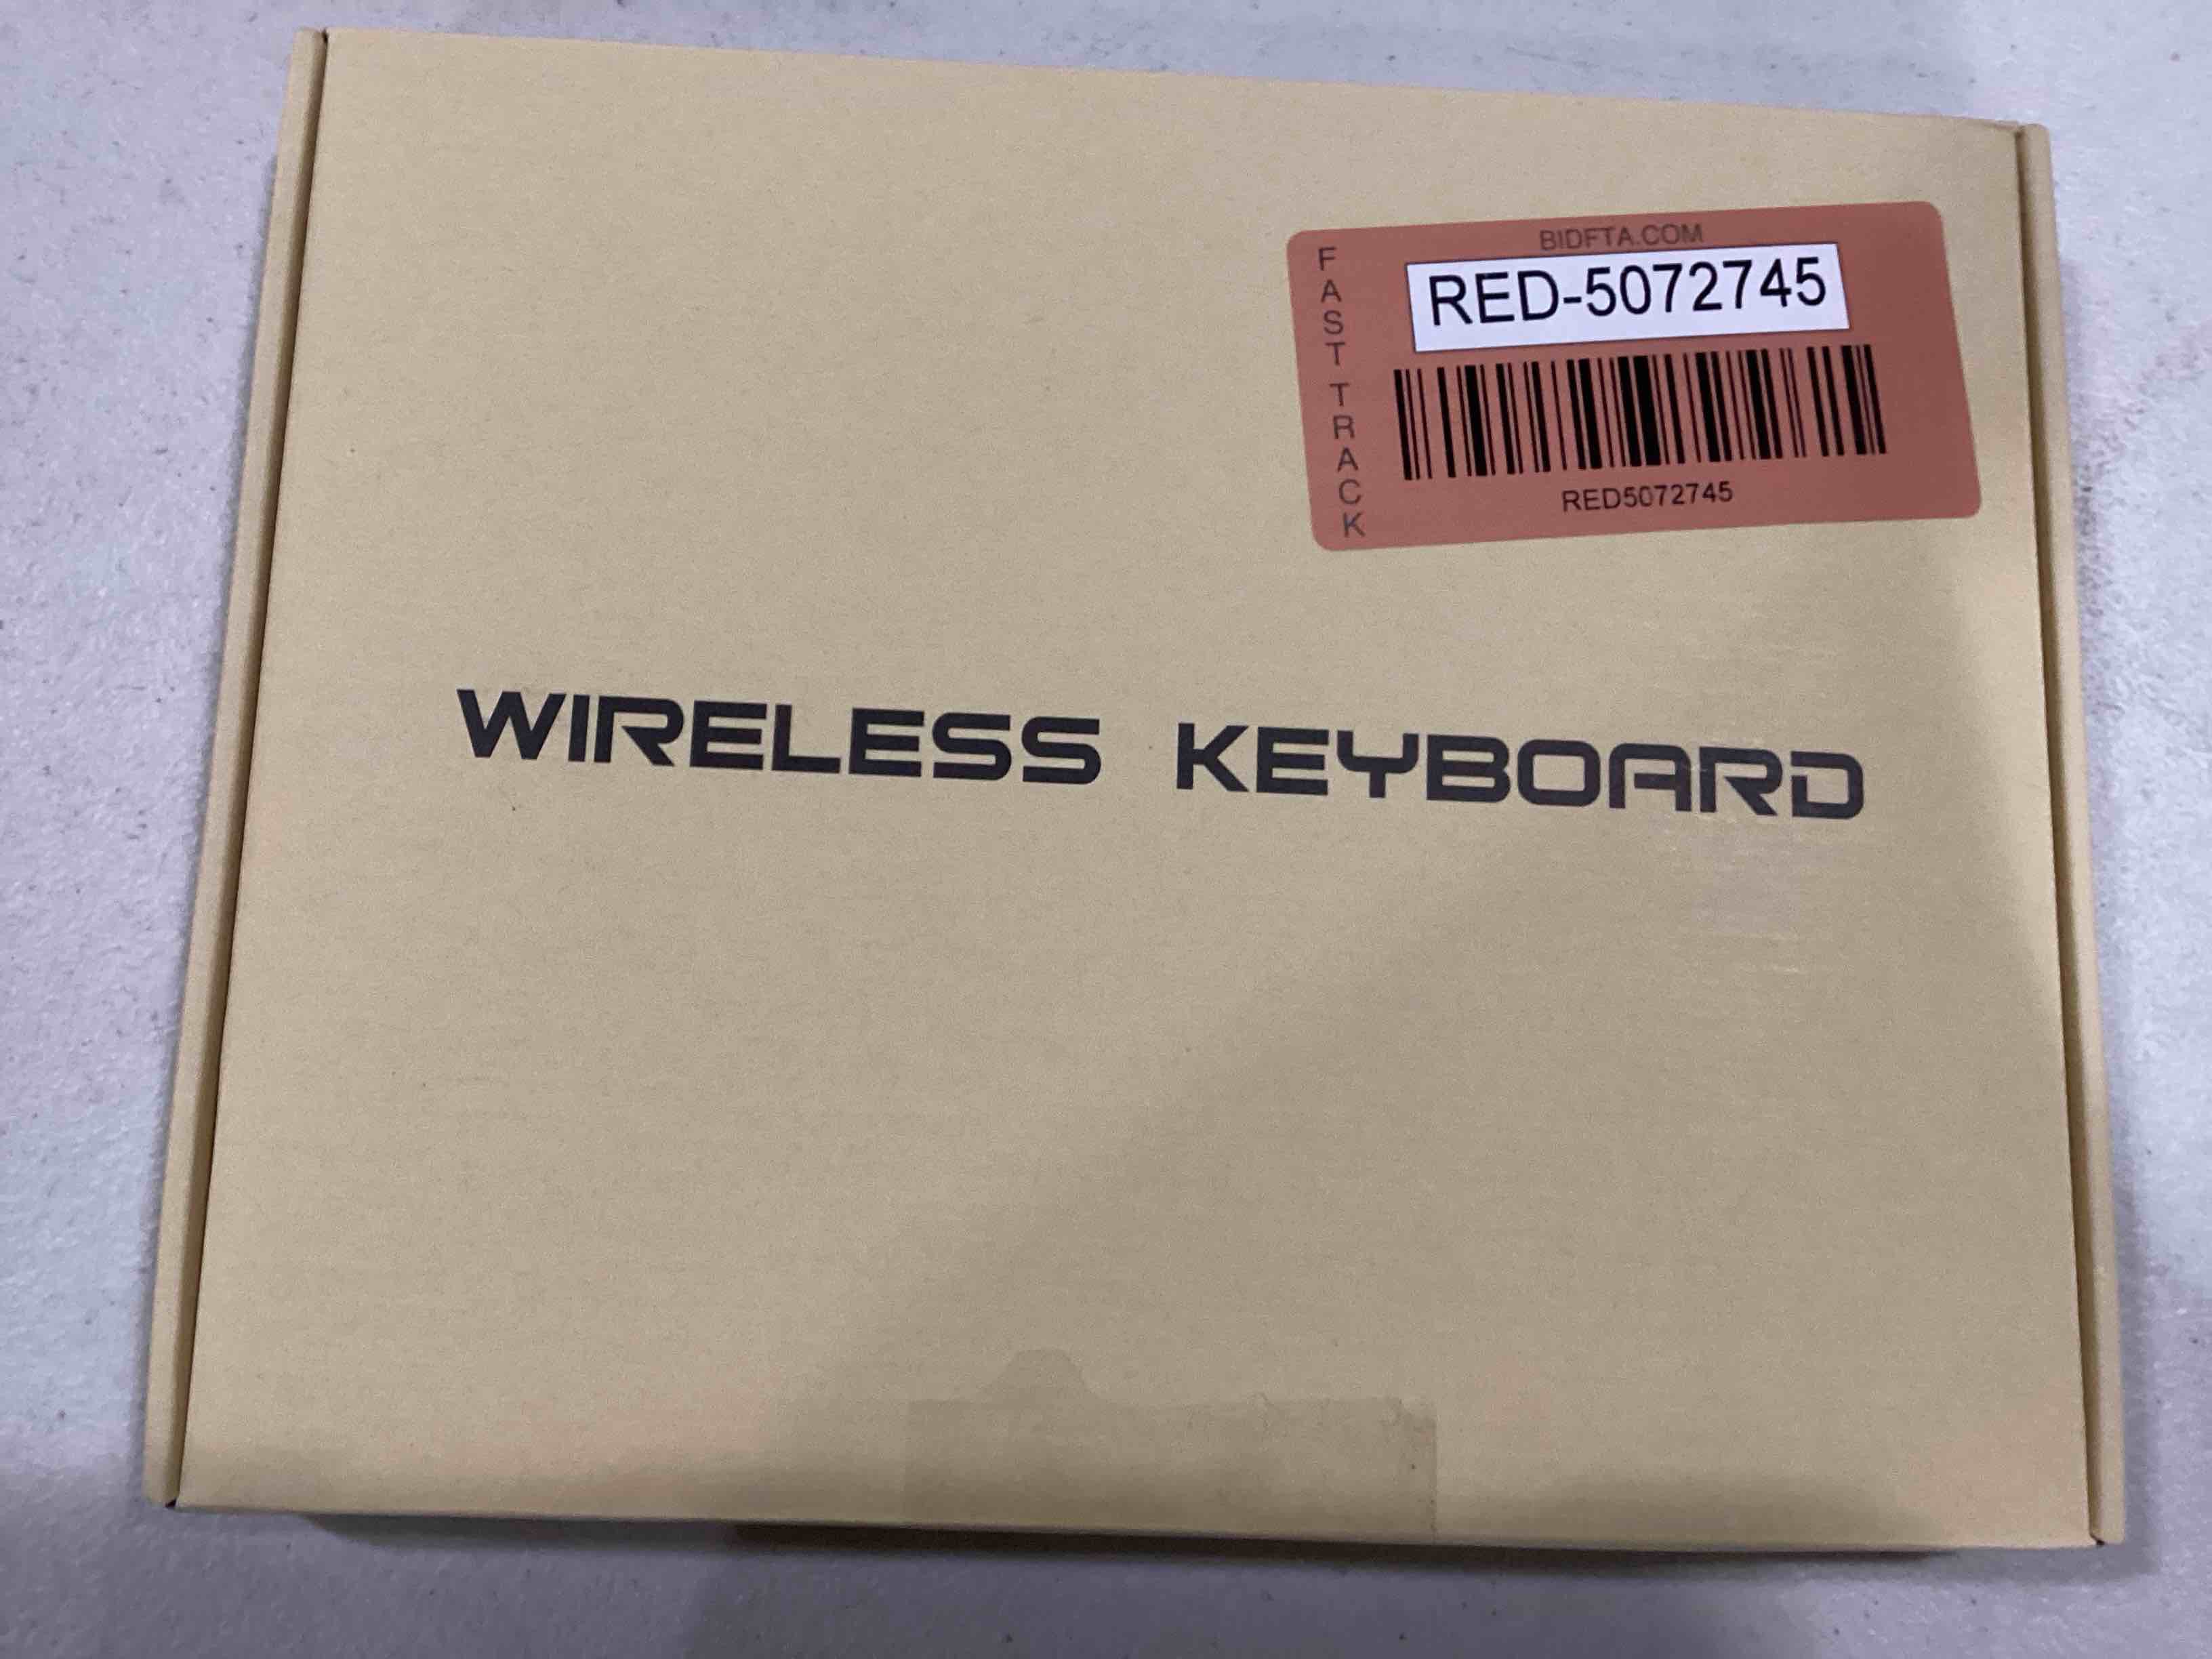 BIDFTA.COM
RED-5072745
FAST TRACK
RED5072745
WIRELESS KEYBOARD